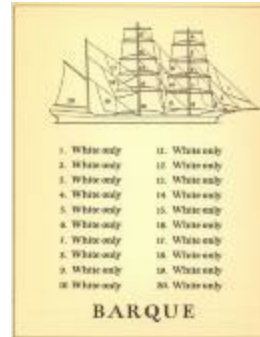 1. White only
2. White only
3. White only
4. White only
5. White only
6. White only
7. White only
8. White only
9. White only
10. White only
11. White only
12. White only
13. White only
14. White only
15. White only
16. White only
17. White only
18. White only
19. White only
20. White only
BARQUE